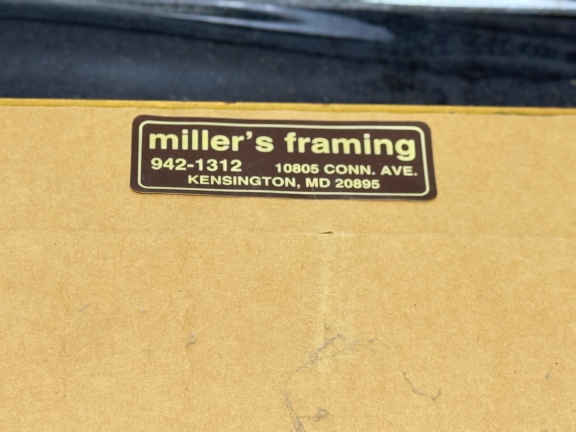 miller's framing
942-1312 10805 CONN. AVE.
KENSINGTON, MD 20895